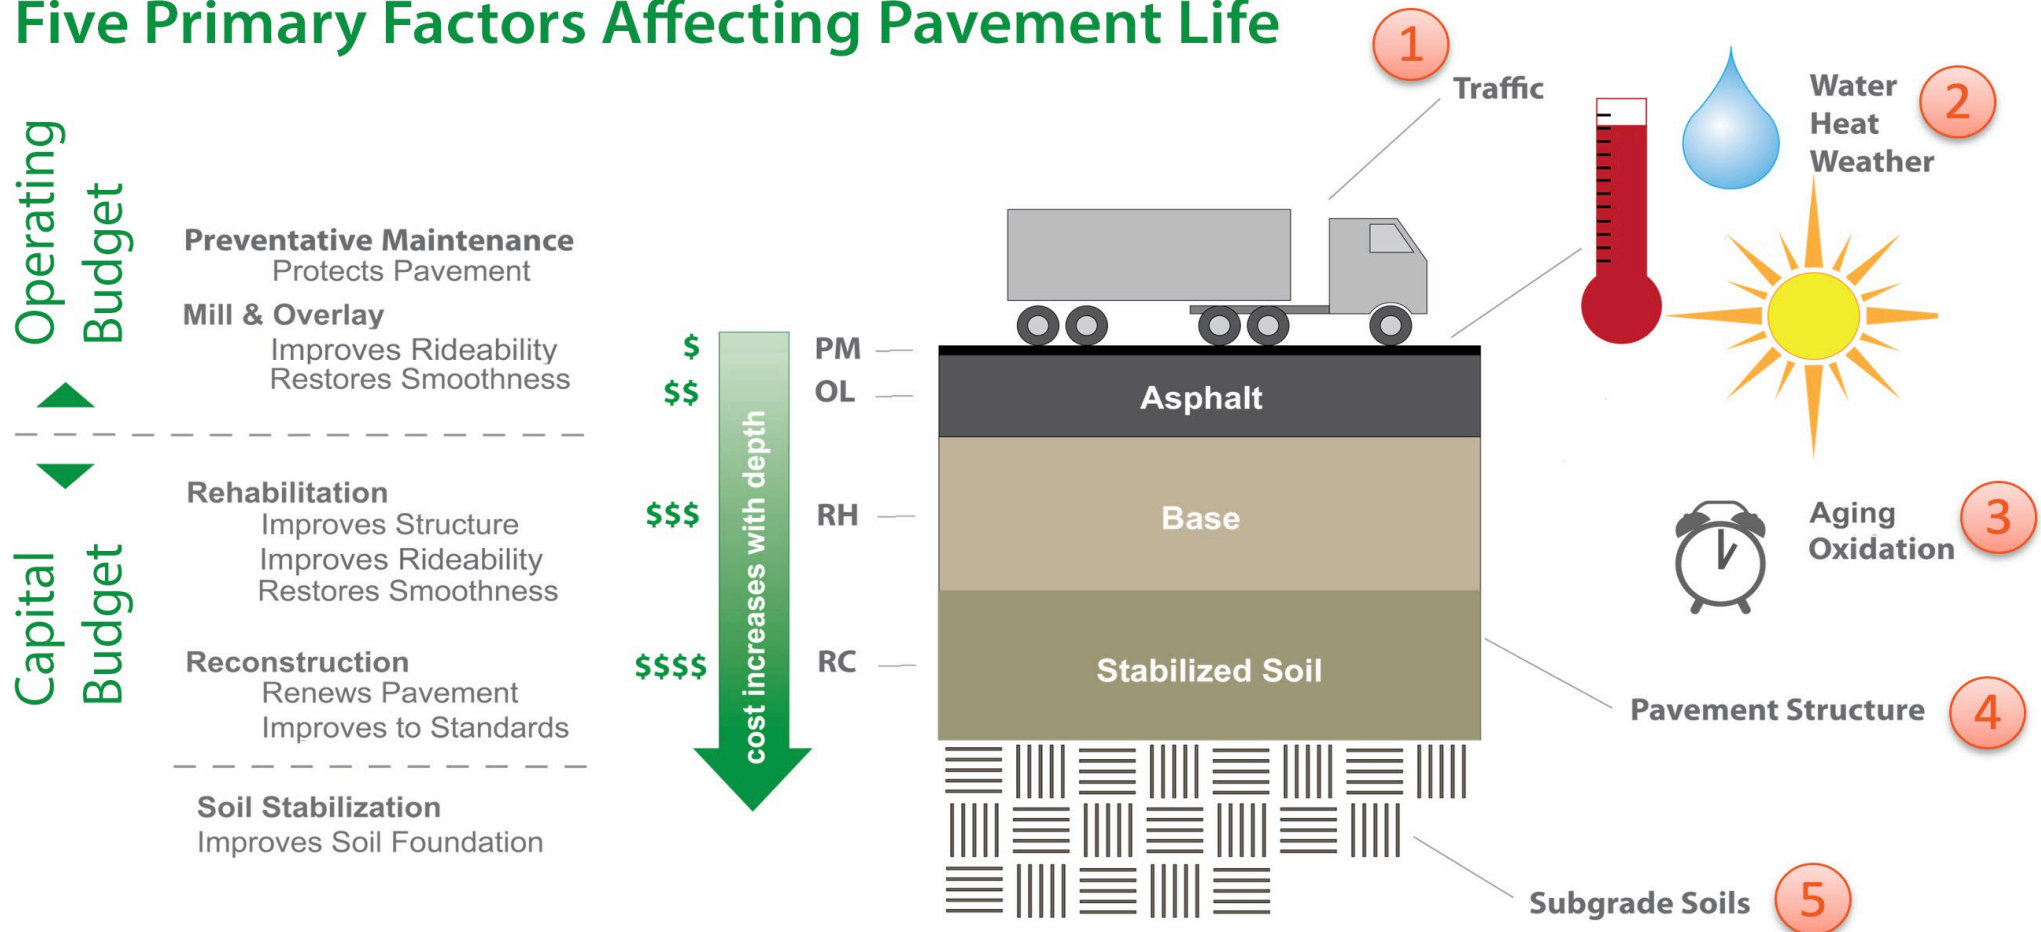 Five Primary Factors Affecting Pavement Life
Operating
Budget
Preventative Maintenance
Protects Pavement
Mill & Overlay
Improves Rideability
Restores Smoothness
Capital
Budget
Rehabilitation
Improves Structure
Improves Rideability
Restores Smoothness
Reconstruction
Renews Pavement
Improves to Standards
Soil Stabilization
Improves Soil Foundation
$
$$
$$$
$$$$
cost increases with depth
PM
OL
RH
RC
Asphalt
Base
Stabilized Soil
1
Traffic
Water
Heat
Weather
2
Aging
Oxidation
3
Pavement Structure
4
Subgrade Soils
5